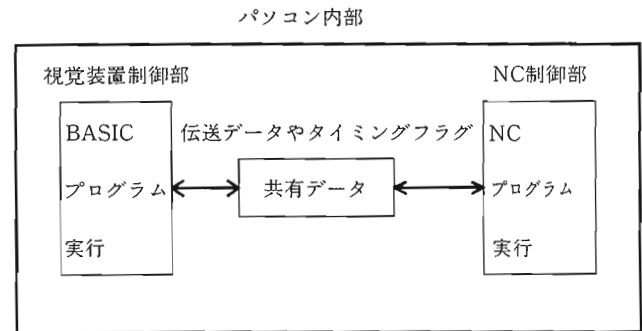 パソコン内部
視覚装置制御部
NC制御部
BASIC
プログラム
実行
伝送データやタイミングフラグ
共有データ
NC
プログラム
実行